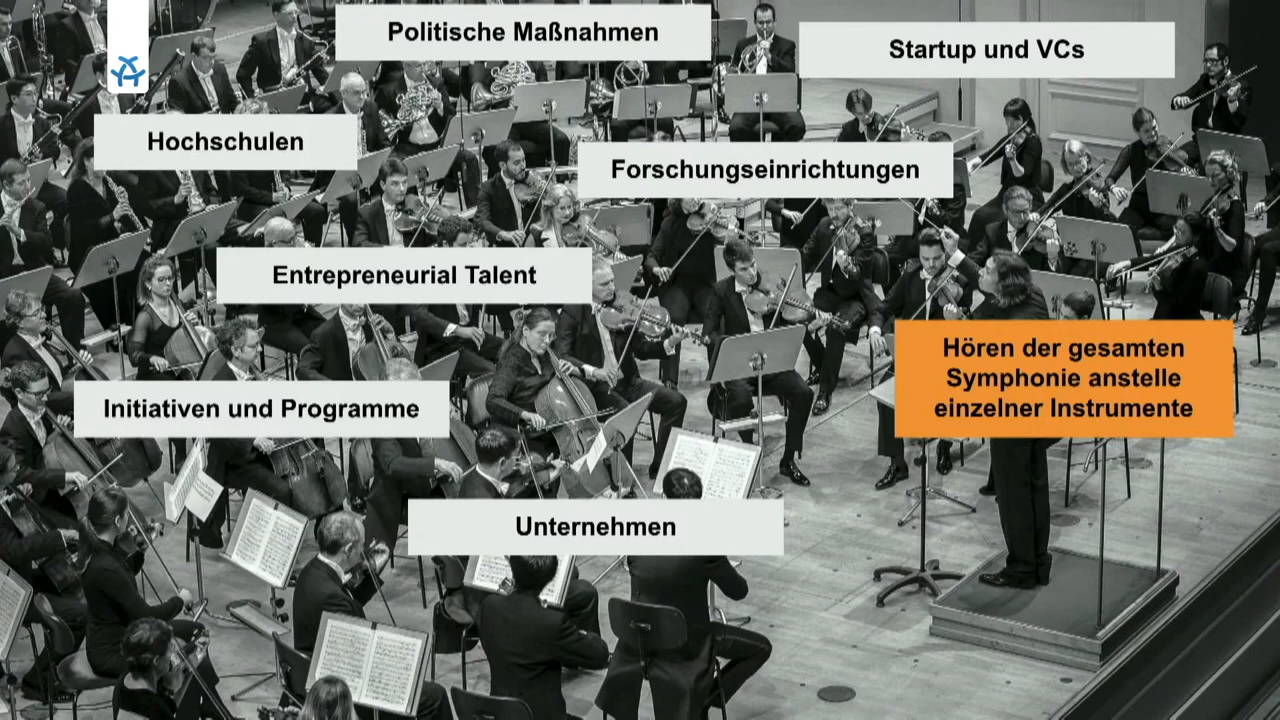 Politische Maßnahmen
Startup und VCs
Hochschulen
Forschungseinrichtungen
Entrepreneurial Talent
Hören der gesamten
Symphonie anstelle
einzelner Instrumente
Initiativen und Programme
Unternehmen